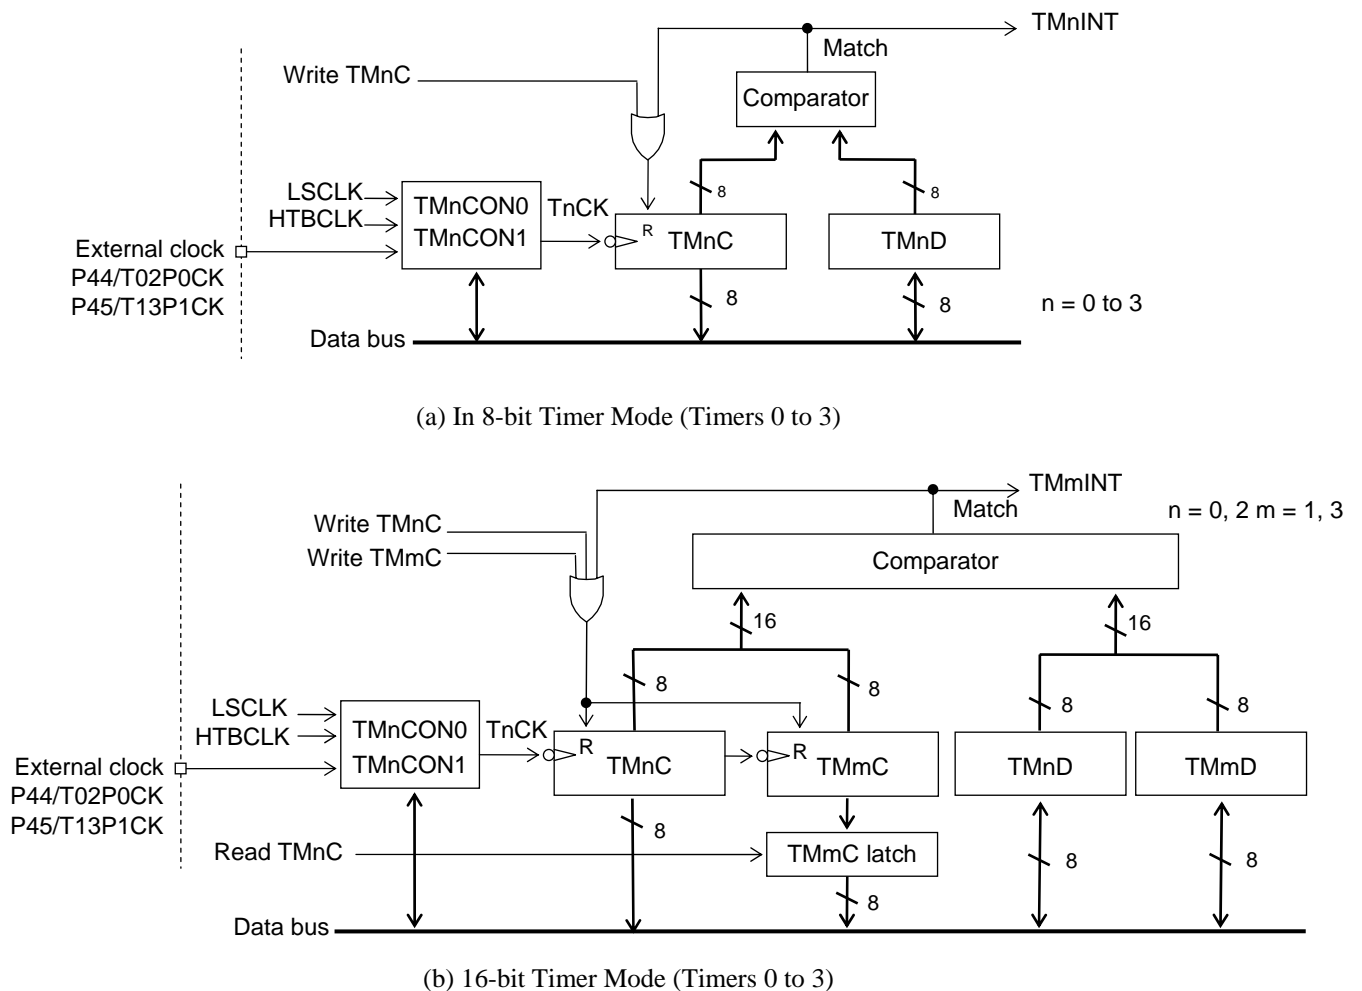 TMnINT
Match
Write TMnC
Comparator
8
8
LSCLK
HTBCLK
TMnCON0
TMnCON1
TnCK
R
TMnC
TMnD
External clock
P44/T02P0CK
P45/T13P1CK
8
8
n = 0 to 3
Data bus
(a) In 8-bit Timer Mode (Timers 0 to 3)
TMmINT
Match
n = 0, 2 m = 1, 3
Write TMnC
Write TMmC
Comparator
16
16
8
8
8
8
LSCLK
HTBCLK
TMnCON0
TMnCON1
TnCK
R
TMnC
R
TMmC
TMnD
TMmD
External clock
P44/T02P0CK
P45/T13P1CK
8
Read TMnC
TMmC latch
8
8
8
Data bus
(b) 16-bit Timer Mode (Timers 0 to 3)